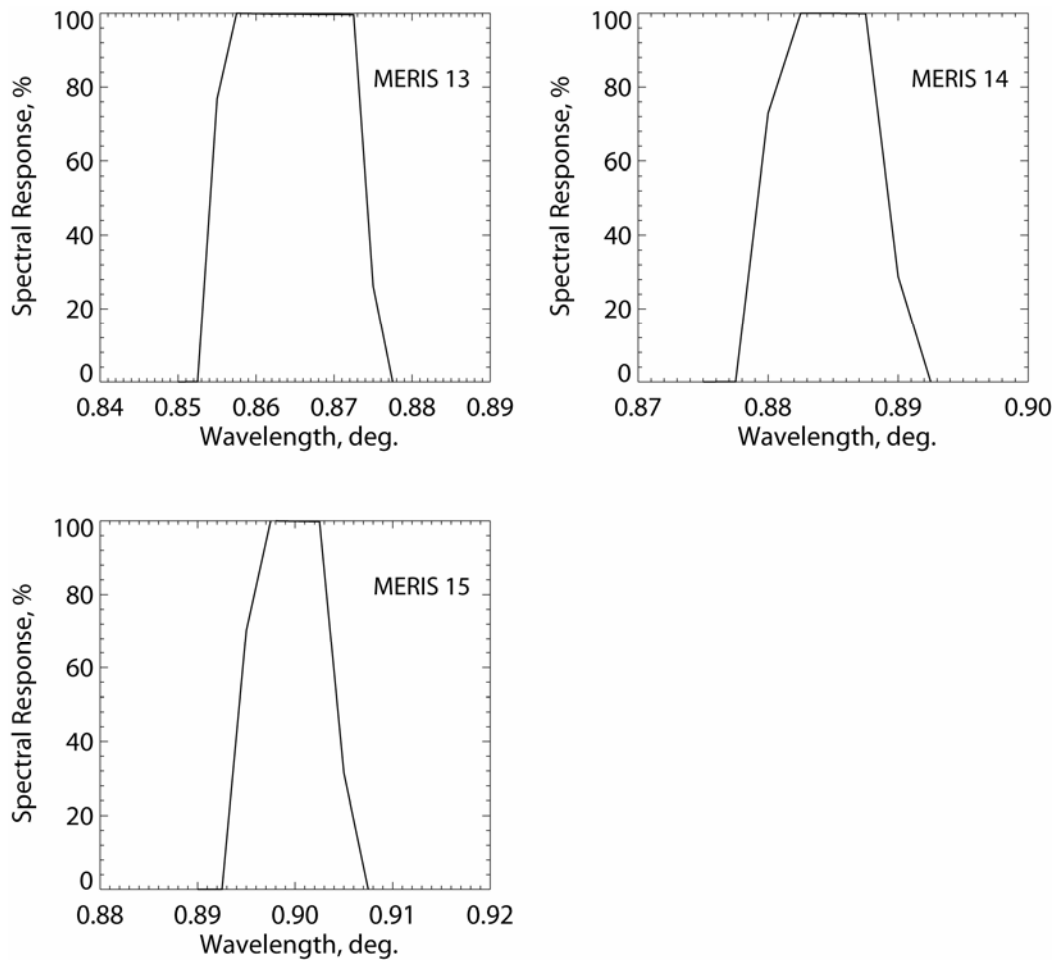 100
80
60
40
20
0
Spectral Response, %
MERIS 13
0.84 0.85 0.86 0.87 0.88 0.89
Wavelength, deg.
100
80
60
40
20
0
Spectral Response, %
MERIS 14
0.87 0.88 0.89 0.90
Wavelength, deg.
100
80
60
40
20
0
Spectral Response, %
MERIS 15
0.88 0.89 0.90 0.91 0.92
Wavelength, deg.